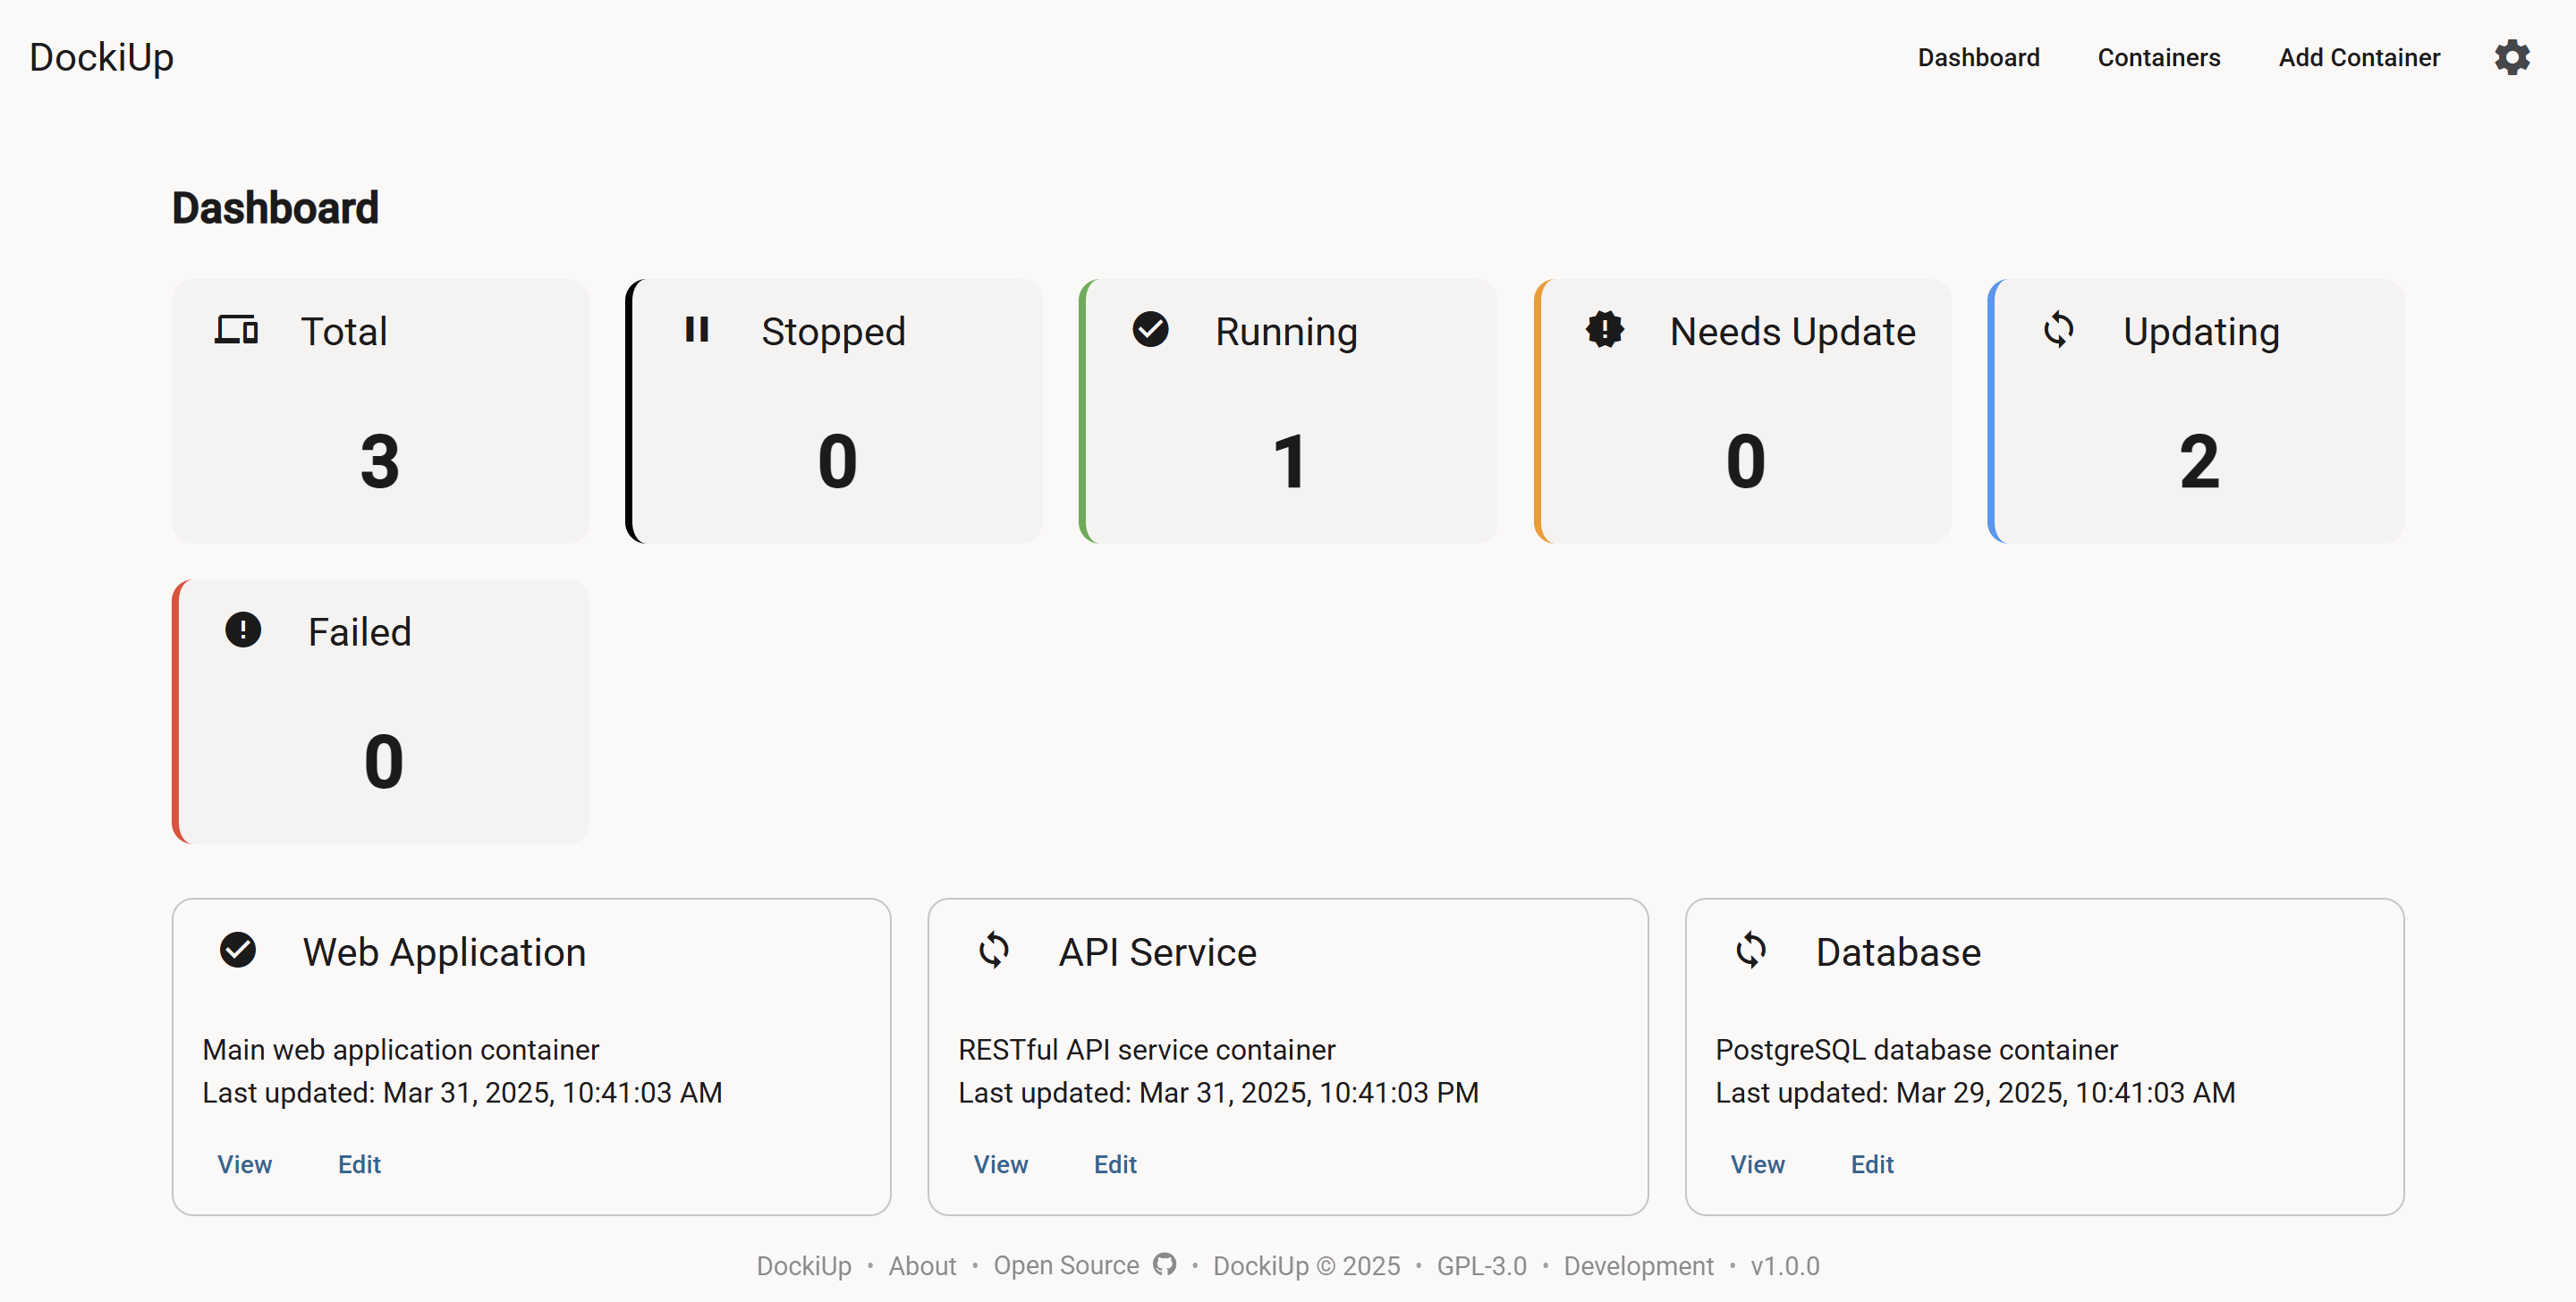 DockiUp
Dashboard Containers Add Container
Dashboard
Total
3
Stopped
0
Running
1
Needs Update
0
Updating
2
Failed
0
Web Application
Main web application container
Last updated: Mar 31, 2025, 10:41:03 AM
View Edit
API Service
RESTful API service container
Last updated: Mar 31, 2025, 10:41:03 PM
View Edit
Database
PostgreSQL database container
Last updated: Mar 29, 2025, 10:41:03 AM
View Edit
DockiUp • About • Open Source • DockiUp © 2025 • GPL-3.0 • Development • v1.0.0